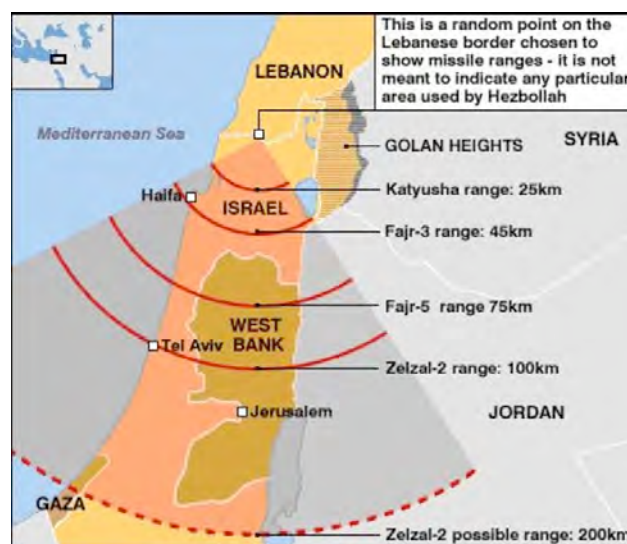 This is a random point on the
Lebanese border chosen to
show missile ranges - it is not
meant to indicate any particular
area used by Hezbollah
LEBANON
Mediterranean Sea
GOLAN HEIGHTS
SYRIA
Haifa
ISRAEL
Katyusha range: 25km
Fajr-3 range: 45km
Fajr-5 range 75km
WEST
BANK
Tel Aviv
Zelzal-2 range: 100km
Jerusalem
JORDAN
GAZA
Zelzal-2 possible range: 200km